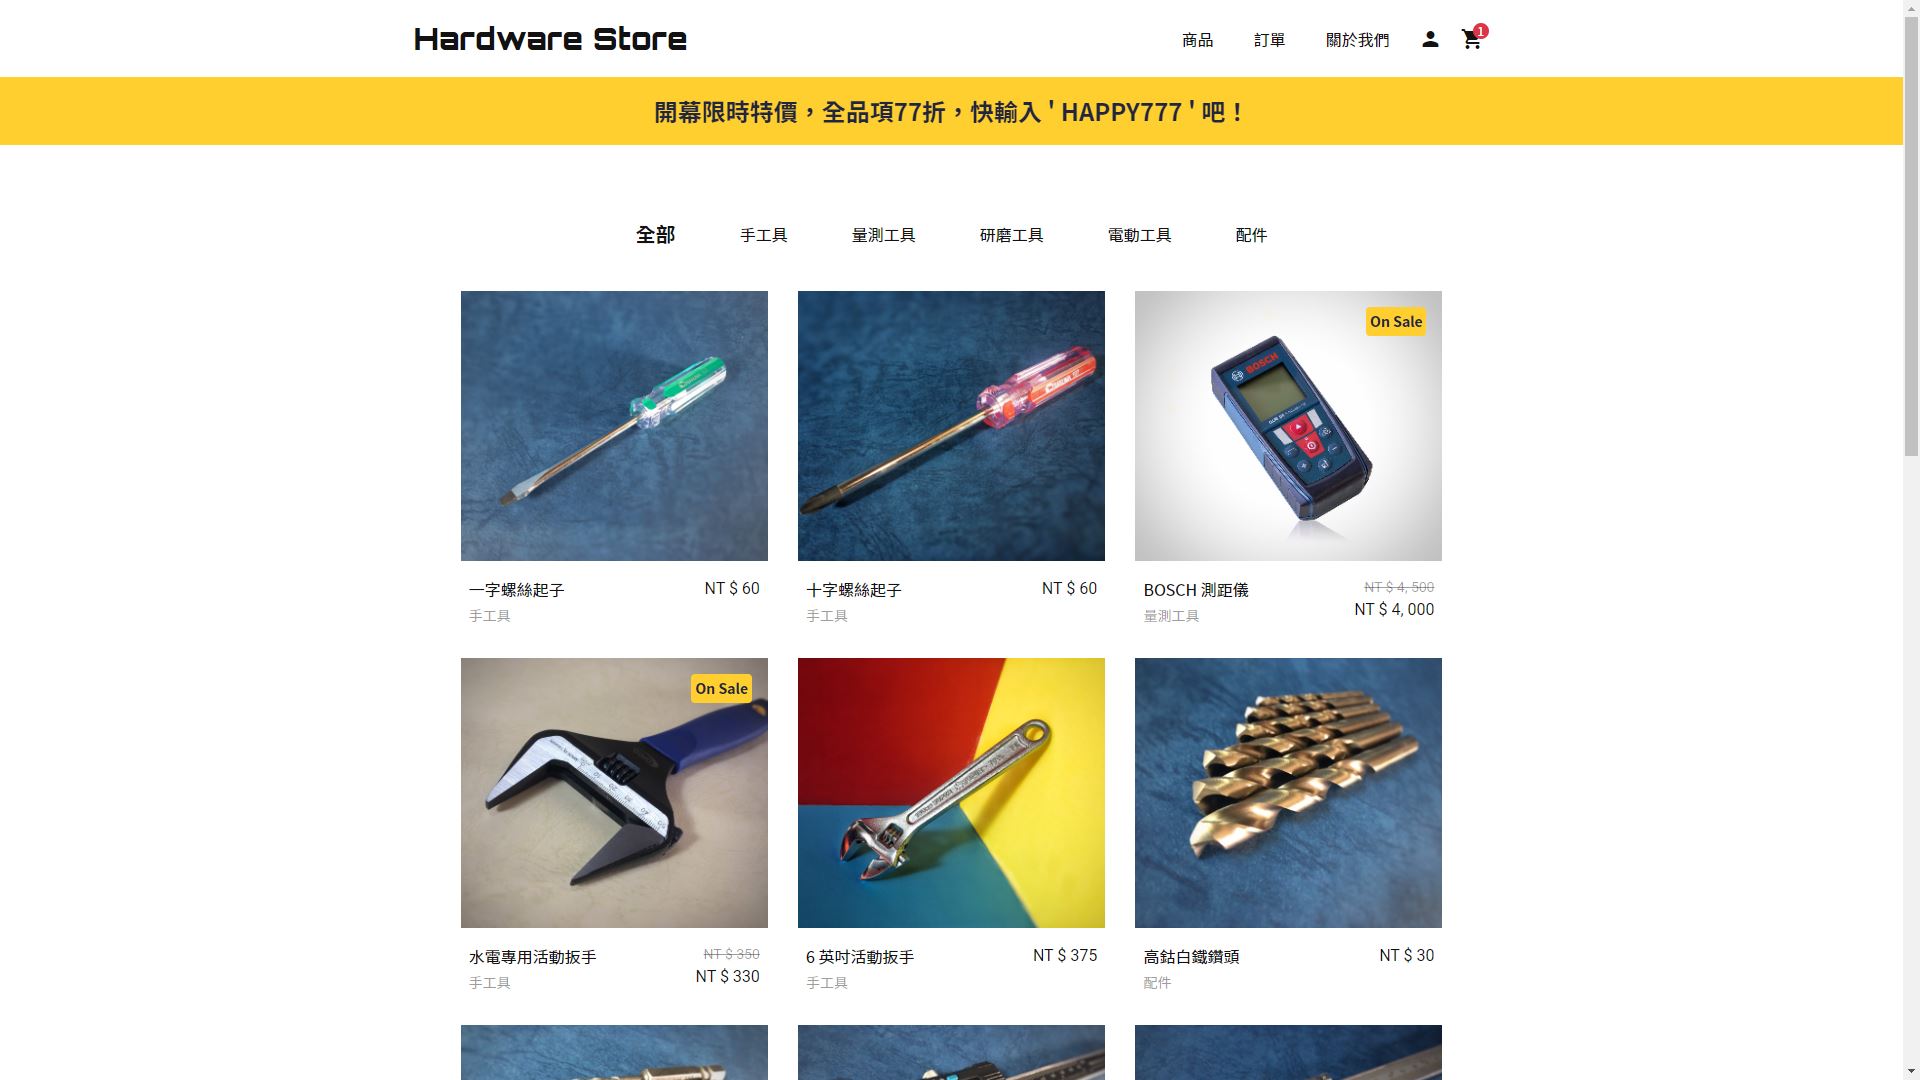 Hardware Store
商品
訂單
關於我們
1
開幕限時特價，全品項77折，快輸入 ' HAPPY777 ' 吧！
全部
手工具
量測工具
研磨工具
電動工具
配件
On Sale
BOSCH
一字螺絲起子
NT $ 60
手工具
十字螺絲起子
NT $ 60
手工具
BOSCH 測距儀
NT $ 4, 500
NT $ 4, 000
量測工具
On Sale
水電專用活動扳手
NT $ 350
NT $ 330
手工具
6 英吋活動扳手
NT $ 375
手工具
高鈷白鐵鑽頭
NT $ 30
配件